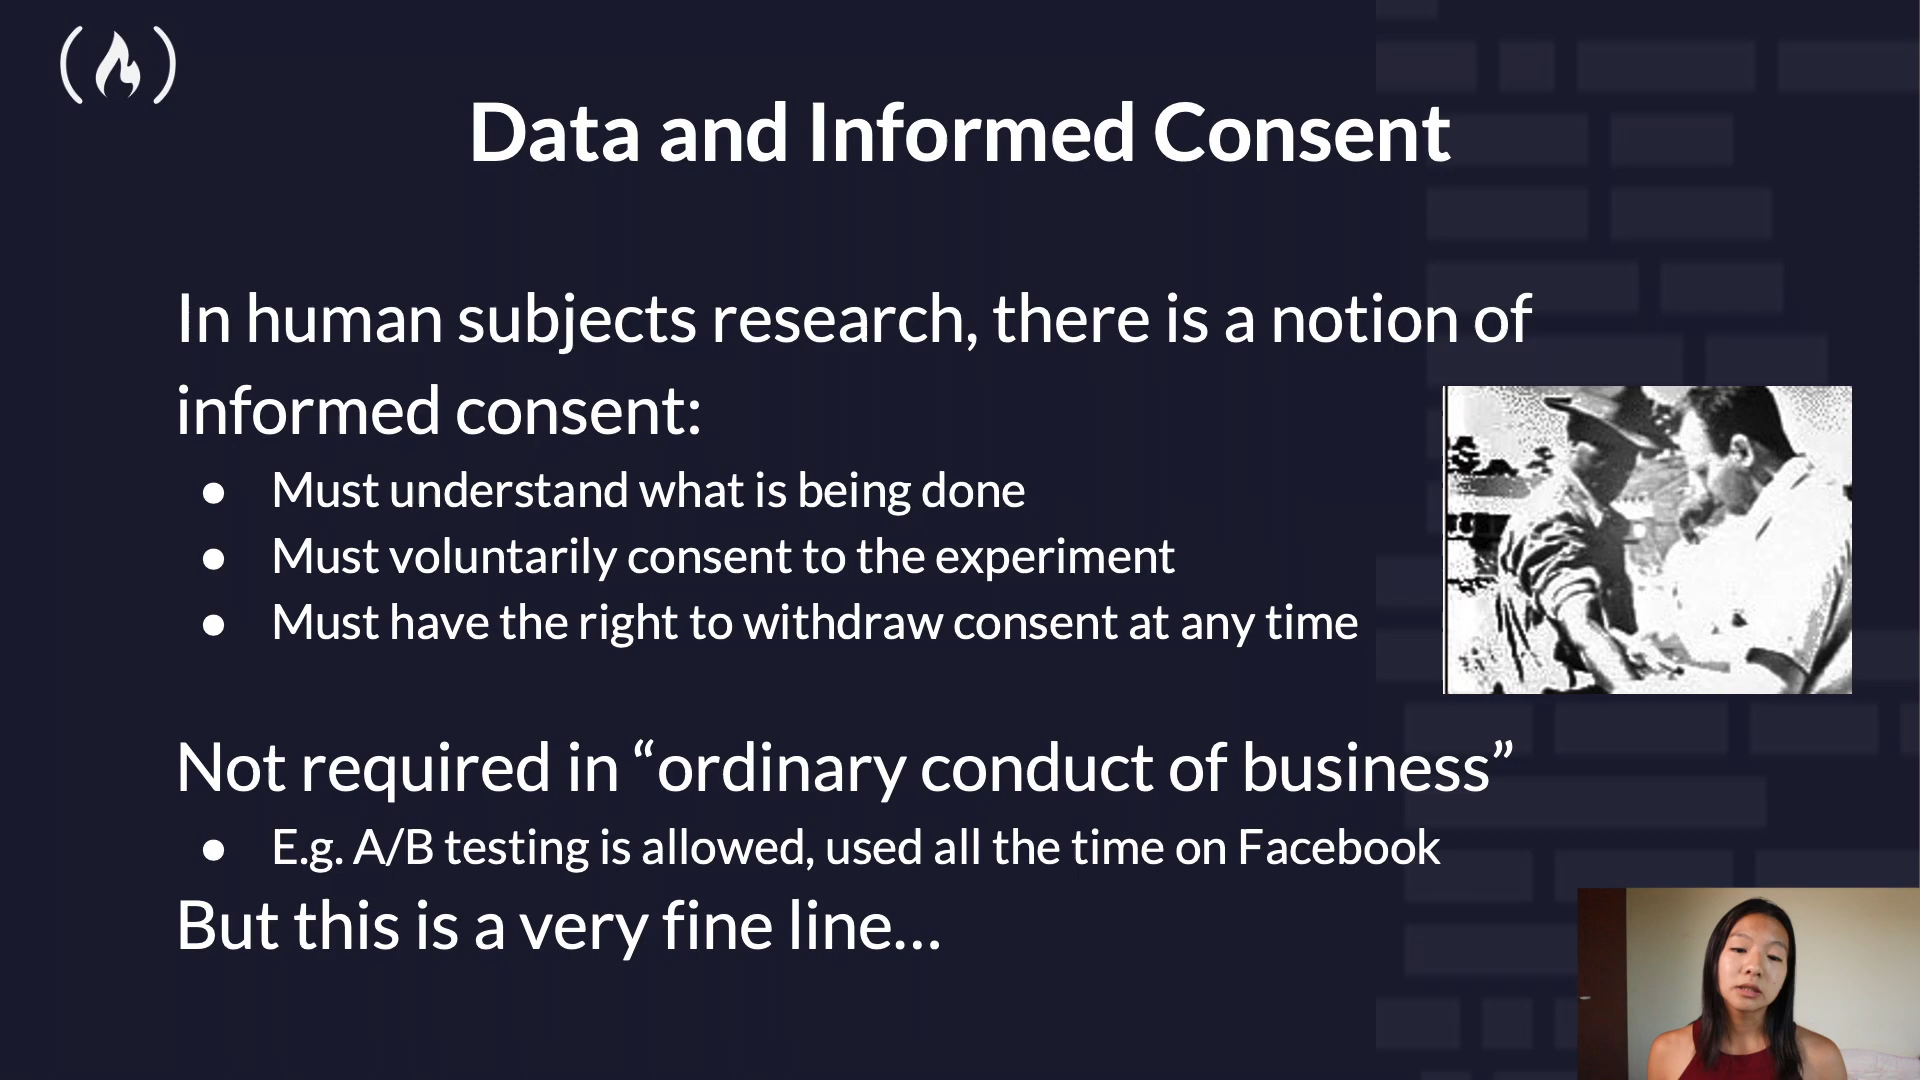 Data and Informed Consent
In human subjects research, there is a notion of
informed consent:
● Must understand what is being done
● Must voluntarily consent to the experiment
● Must have the right to withdraw consent at any time
Not required in “ordinary conduct of business”
● E.g. A/B testing is allowed, used all the time on Facebook
But this is a very fine line...